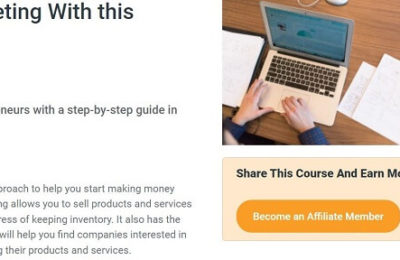 eting With this
neurs with a step-by-step guide in
proach to help you start making money
ng allows you to sell products and services
ress of keeping inventory. It also has the
will help you find companies interested in
g their products and services.
Share This Course And Earn Mo
Become an Affiliate Member